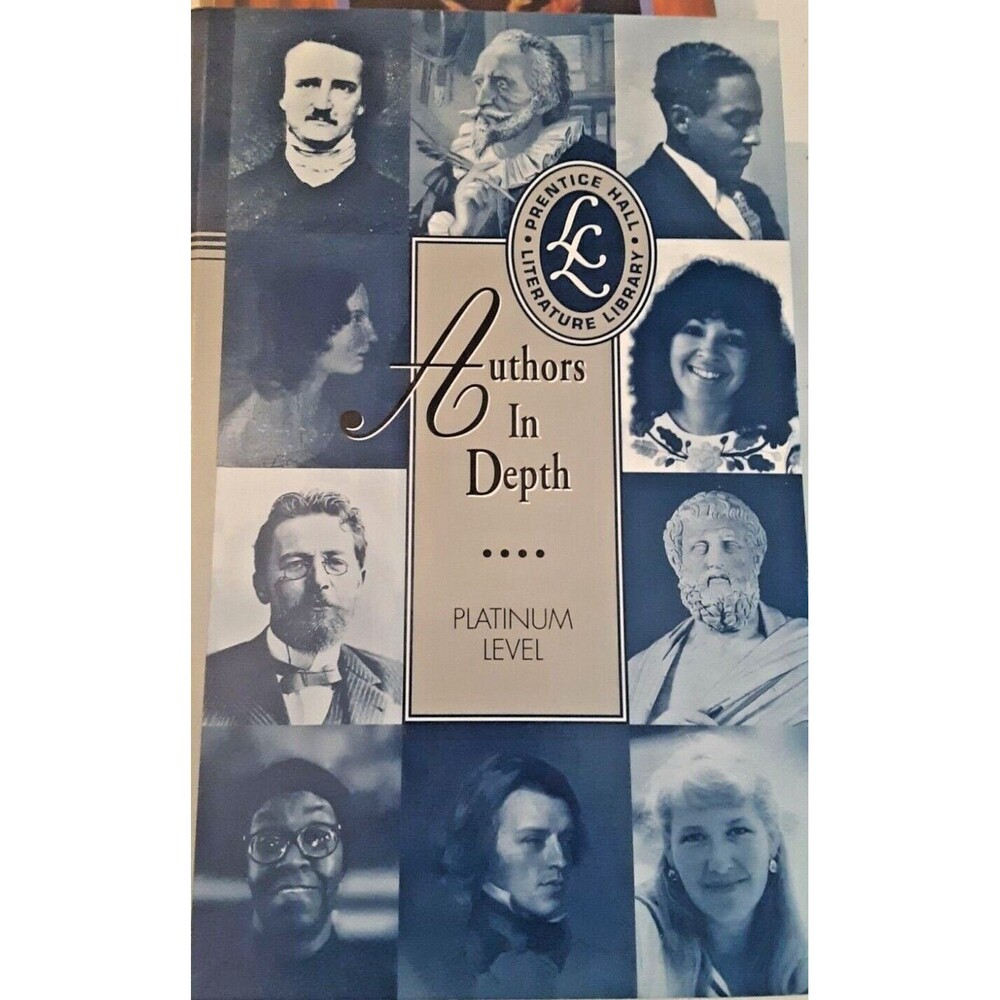 PRENTICE HALL
LL
LITERATURE LIBRARY
Authors
In
Depth
PLATINUM
LEVEL